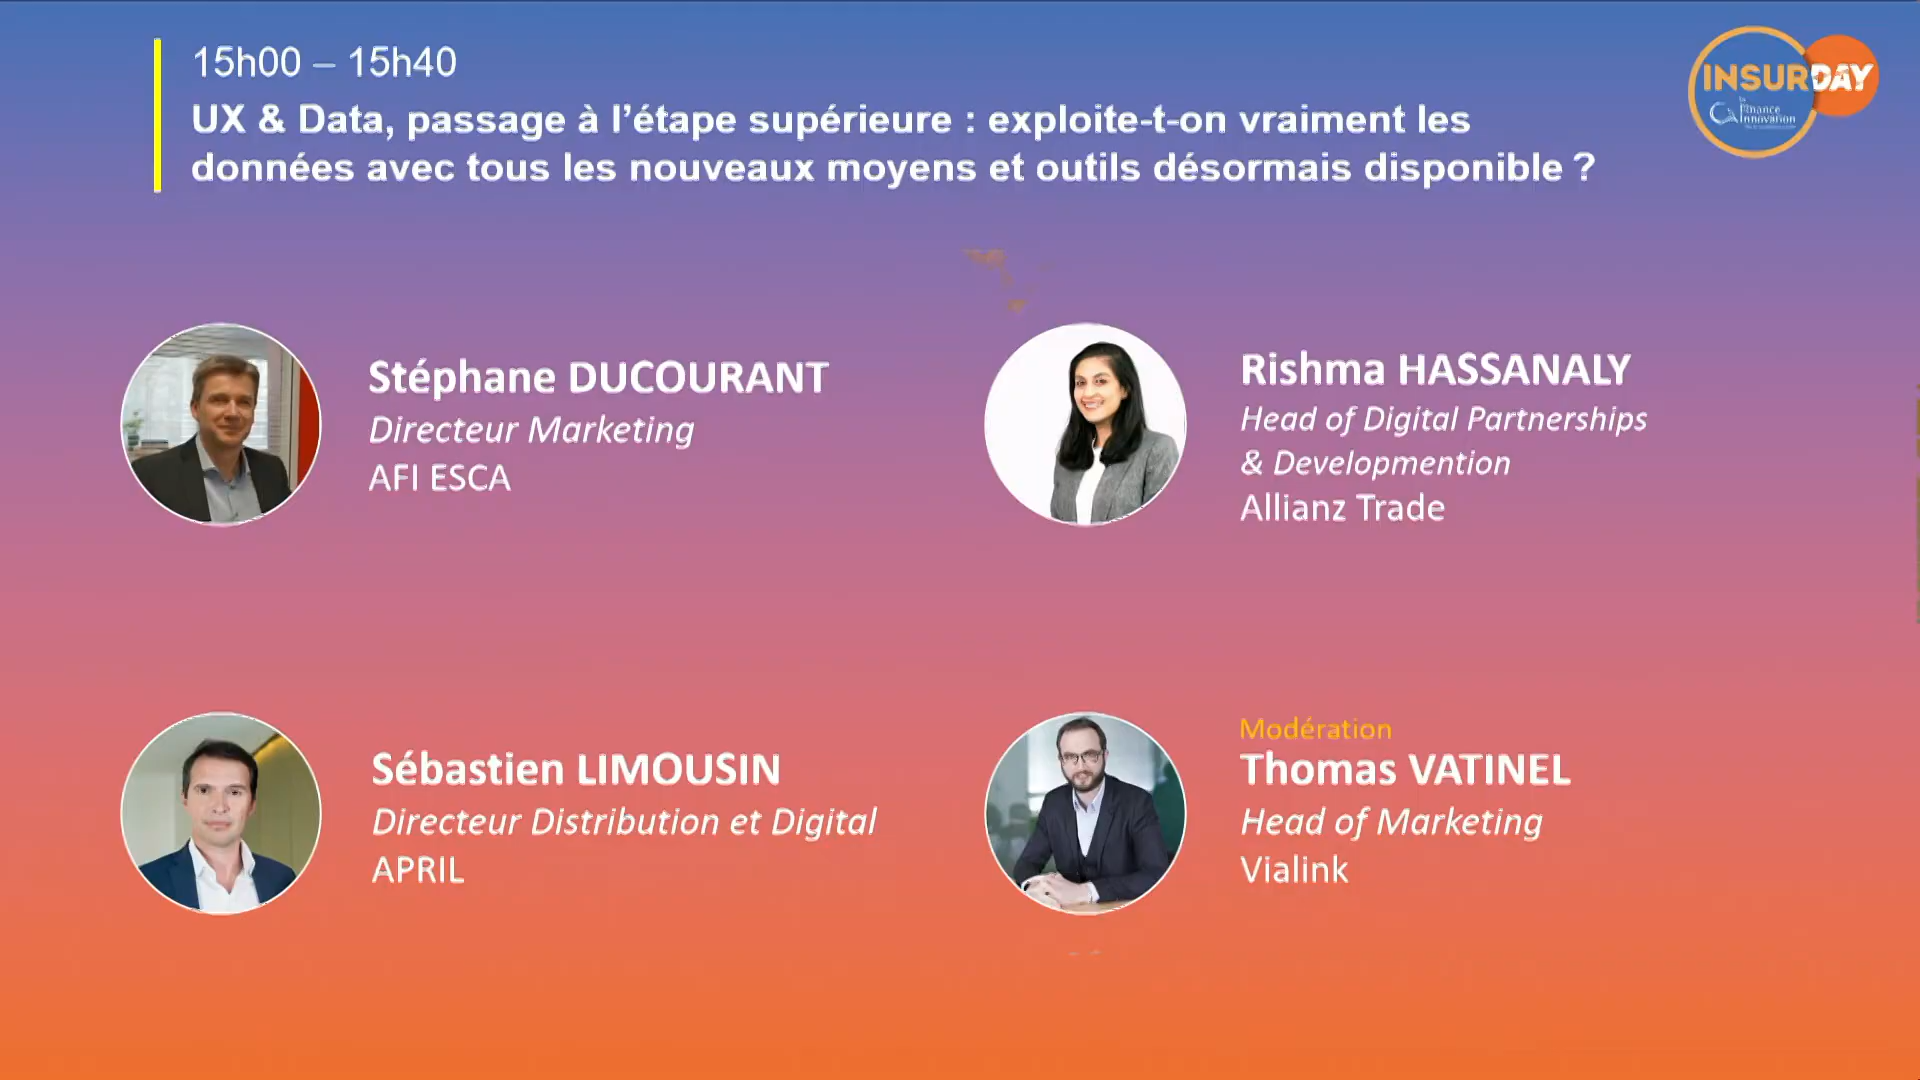 15h00 – 15h40
UX & Data, passage à l'étape supérieure : exploite-t-on vraiment les
données avec tous les nouveaux moyens et outils désormais disponible ?
INSURDAY
Finance
Innovation
Stéphane DUCOURANT
Directeur Marketing
AFI ESCA
Rishma HASSANALY
Head of Digital Partnerships
& Developmention
Allianz Trade
Sébastien LIMOUSIN
Directeur Distribution et Digital
APRIL
Modération
Thomas VATINEL
Head of Marketing
Vialink